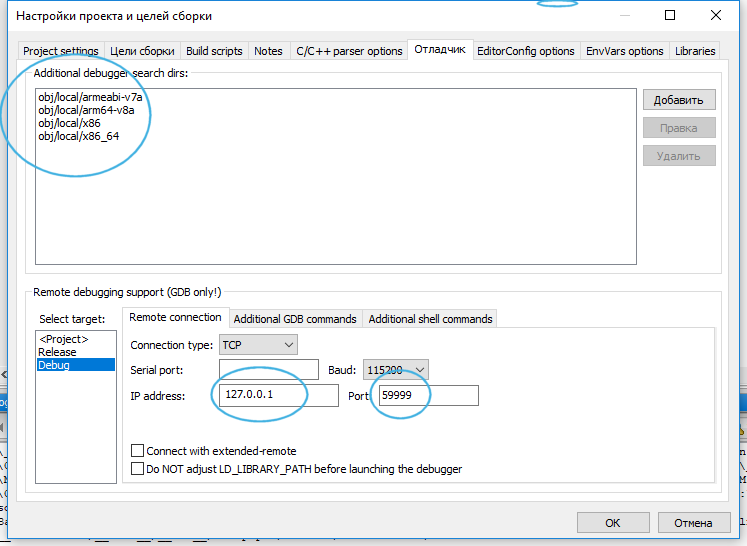 Настройки проекта и целей сборки
Project settings Цели сборки Build scripts Notes C/C++ parser options Отладчик EditorConfig options EnvVars options Libraries
Additional debugger search dirs:
obj/local/armeabi-v7a
obj/local/arm64-v8a
obj/local/x86
obj/local/x86_64
Добавить
Правка
Удалить
Remote debugging support (GDB only!)
Select target:
<Project>
Release
Debug
Remote connection Additional GDB commands Additional shell commands
Connection type: TCP
Serial port: Baud: 115200
IP address: 127.0.0.1 Port 59999
Connect with extended-remote
Do NOT adjust LD_LIBRARY_PATH before launching the debugger
OK Отмена